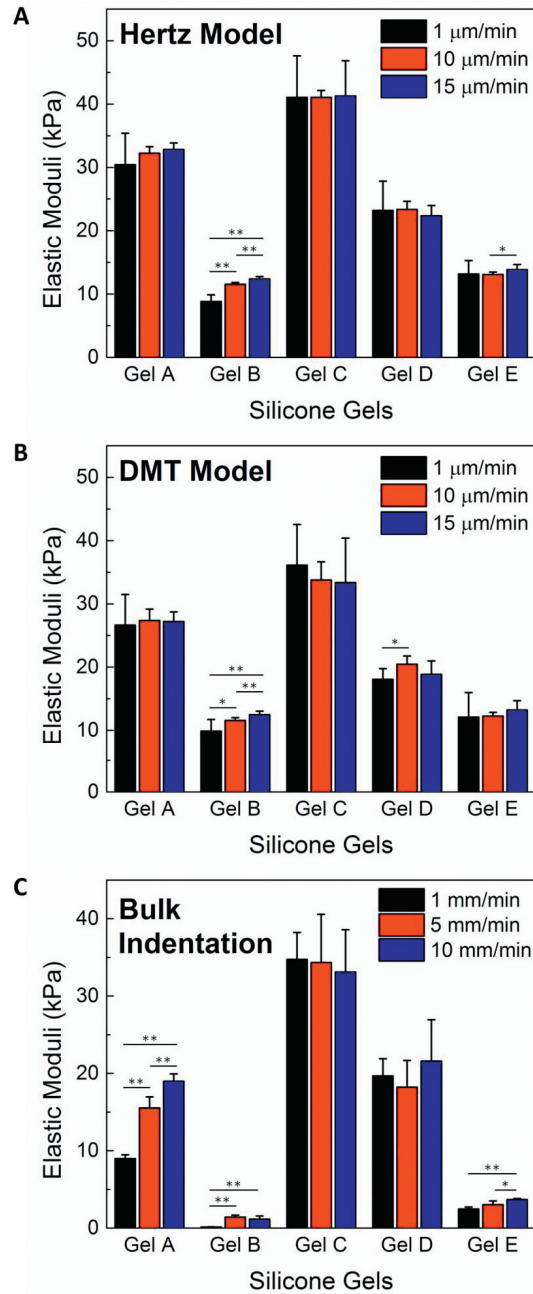 A
Hertz Model
1 μm/min
10 μm/min
15 μm/min
Elastic Moduli (kPa)
50
40
30
20
10
0
** 
** **
*
Gel A Gel B Gel C Gel D Gel E
Silicone Gels
B
DMT Model
1 μm/min
10 μm/min
15 μm/min
Elastic Moduli (kPa)
50
40
30
20
10
0
**
* **
*
Gel A Gel B Gel C Gel D Gel E
Silicone Gels
C
Bulk
Indentation
1 mm/min
5 mm/min
10 mm/min
Elastic Moduli (kPa)
40
30
20
10
0
**
** **
**
**
**
*
Gel A Gel B Gel C Gel D Gel E
Silicone Gels